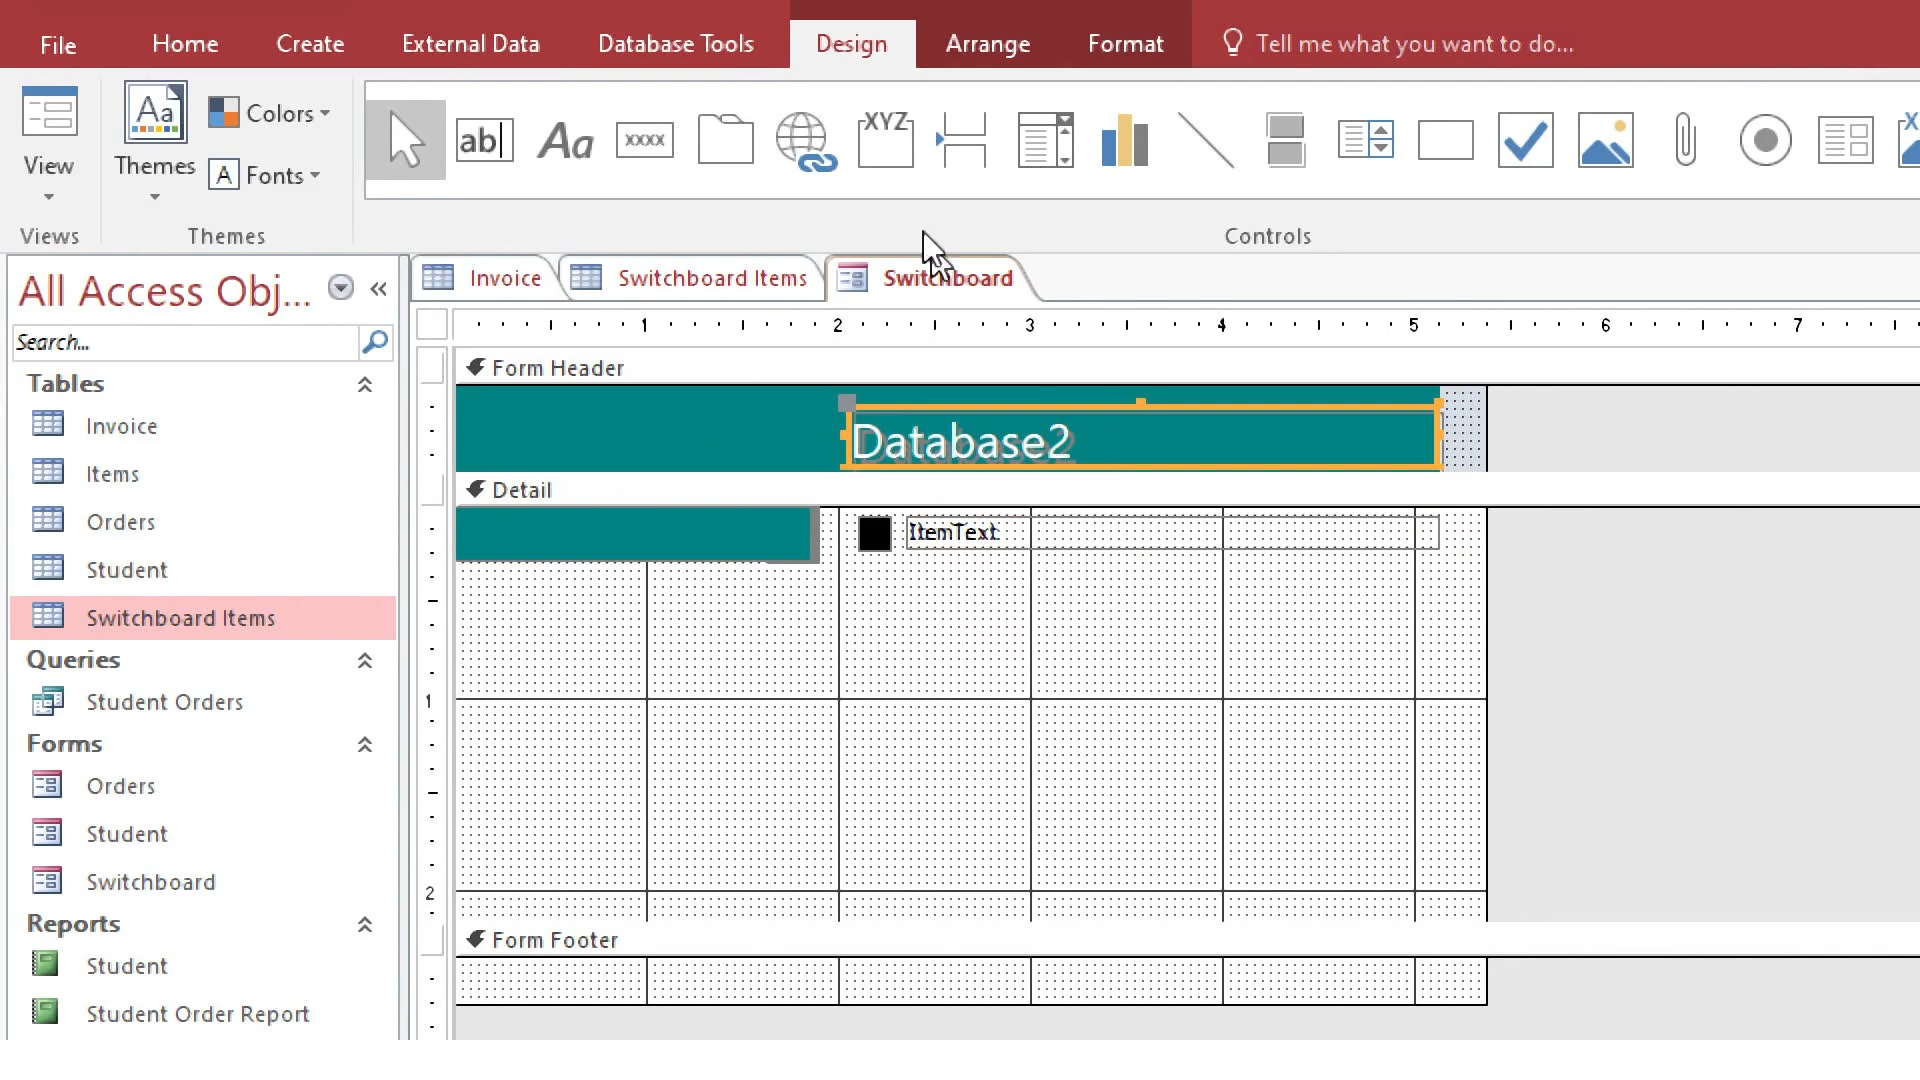 File Home Create External Data Database Tools Design Arrange Format Tell me what you want to do...
Aa Colors ab Aa xxxx XYZ
View Themes A Fonts
Views Themes Controls
All Access Obj... «
Invoice Switchboard Items Switchboard
Search...
1 2 3 4 5 6 7
Tables
Invoice
Items
Orders
Student
Switchboard Items
Queries
Student Orders
Forms
Orders
Student
Switchboard
Reports
Student
Student Order Report
Form Header
Database2
Detail
ItemText
1
2
Form Footer